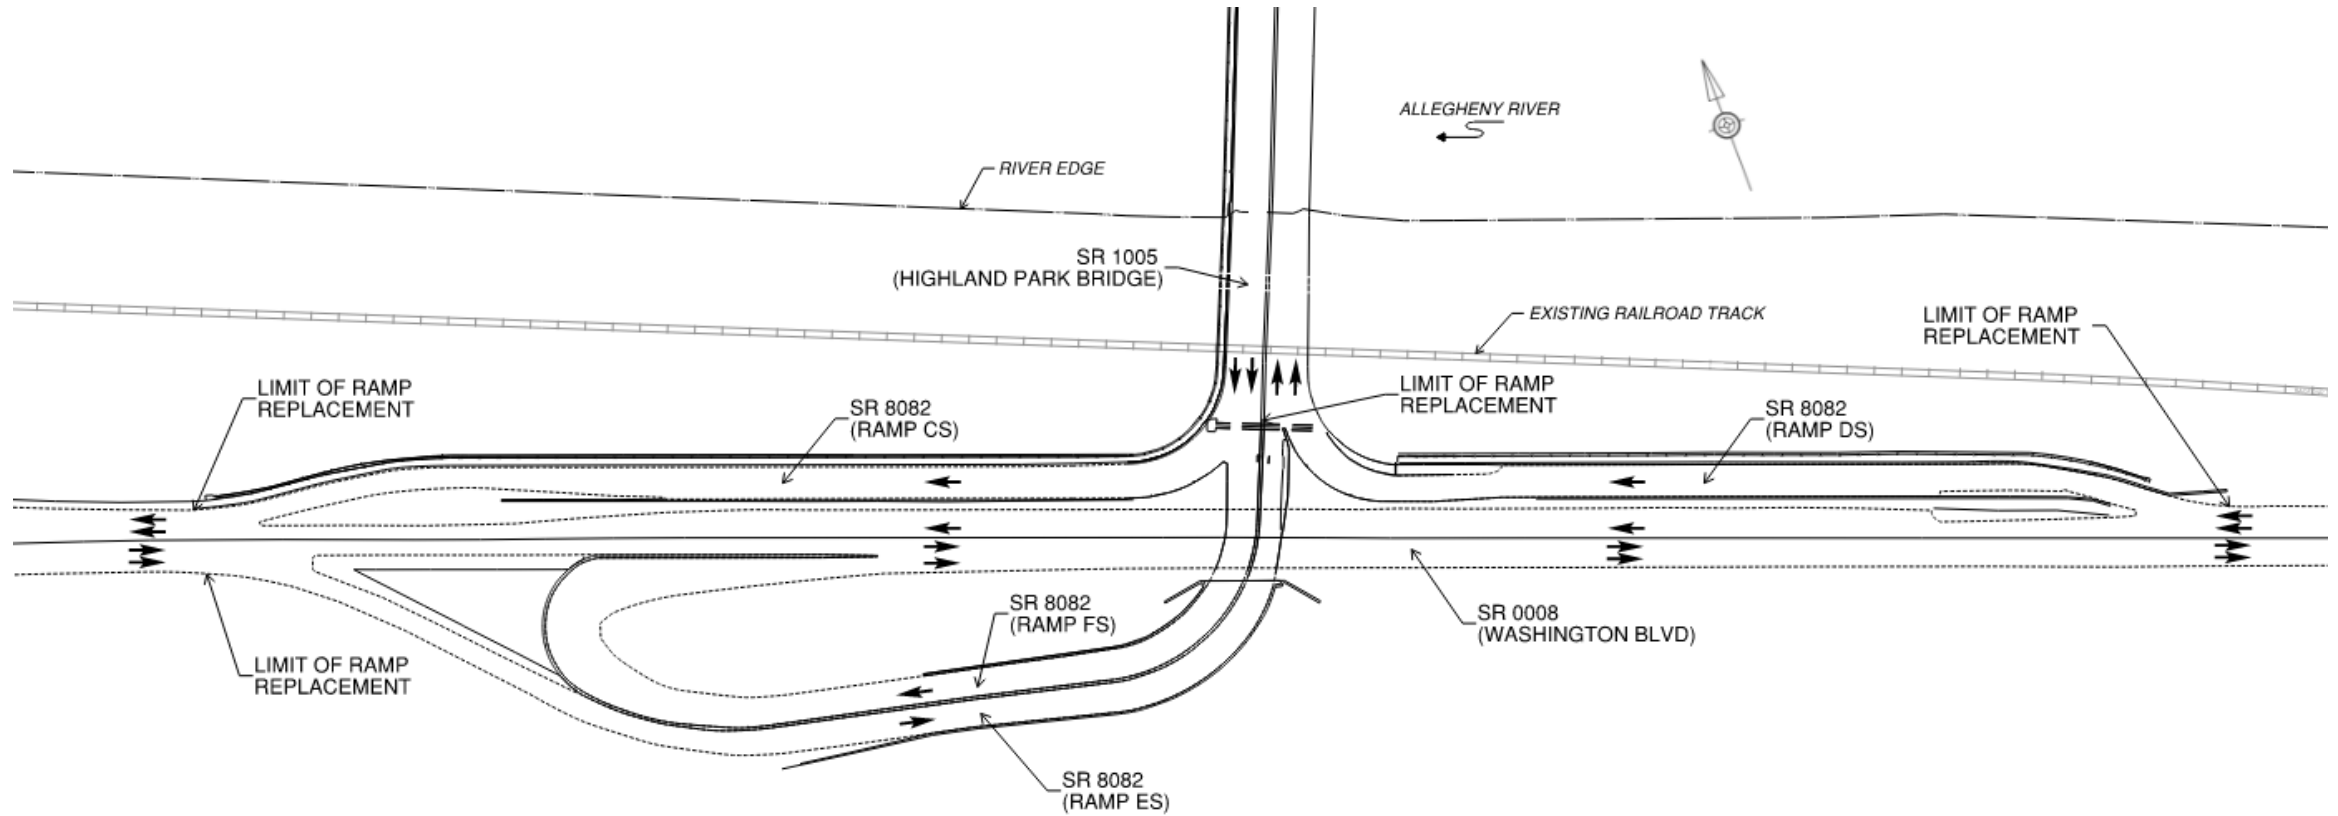 ALLEGHENY RIVER
RIVER EDGE
SR 1005
(HIGHLAND PARK BRIDGE)
EXISTING RAILROAD TRACK
LIMIT OF RAMP
REPLACEMENT
LIMIT OF RAMP
REPLACEMENT
SR 8082
(RAMP CS)
LIMIT OF RAMP
REPLACEMENT
SR 8082
(RAMP DS)
SR 8082
(RAMP FS)
SR 0008
(WASHINGTON BLVD)
LIMIT OF RAMP
REPLACEMENT
SR 8082
(RAMP ES)